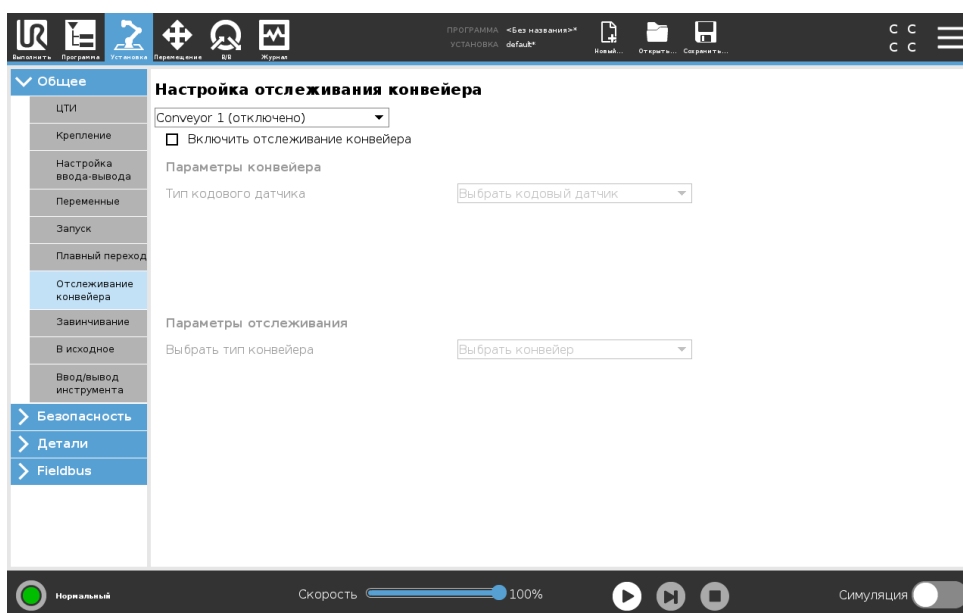 ПРОГРАММА <Без названия>*
УСТАНОВКА default*
Выполнить Программа Установка Перемещение В/В Журнал
Новый... Открыть... Сохранить...
C C
C C
Общее
ЦТИ
Крепление
Настройка
ввода-вывода
Переменные
Запуск
Плавный переход
Отслеживание
конвейера
Завинчивание
В исходное
Ввод/вывод
инструмента
Безопасность
Детали
Fieldbus
Настройка отслеживания конвейера
Conveyor 1 (отключено)
Включить отслеживание конвейера
Параметры конвейера
Тип кодового датчика Выбрать кодовый датчик
Параметры отслеживания
Выбрать тип конвейера Выбрать конвейер
Нормальный
Скорость 100%
Симуляция